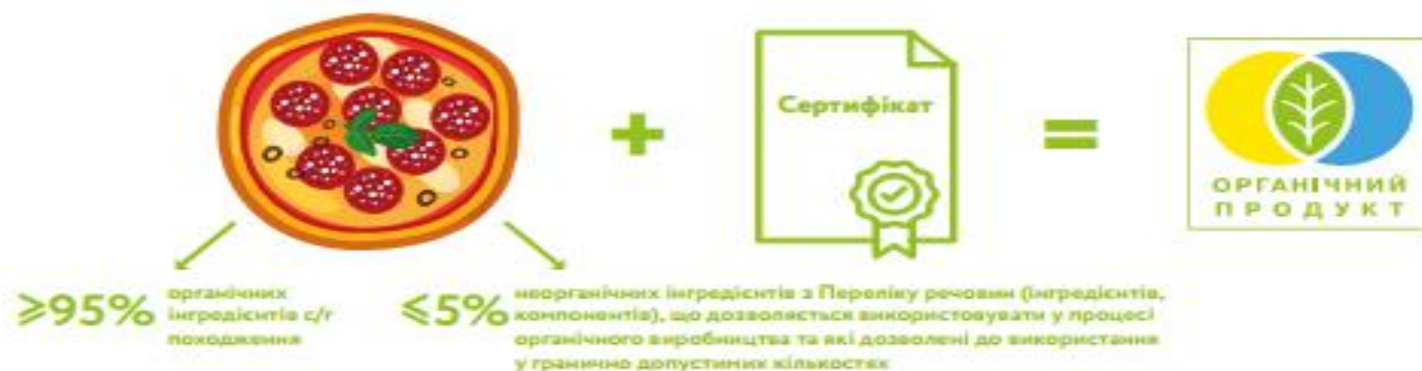 Сертифікат
ОРГАНІЧНИЙ
ПРОДУКТ
≥95% органічних
інгредієнтів с/г
походження
≤5% неорганічних інгредієнтів з Переліку речовин (інгредієнтів,
компонентів), що дозволяється використовувати у процесі
органічного виробництва та які дозволені до використання
у гранично допустимих кількостях